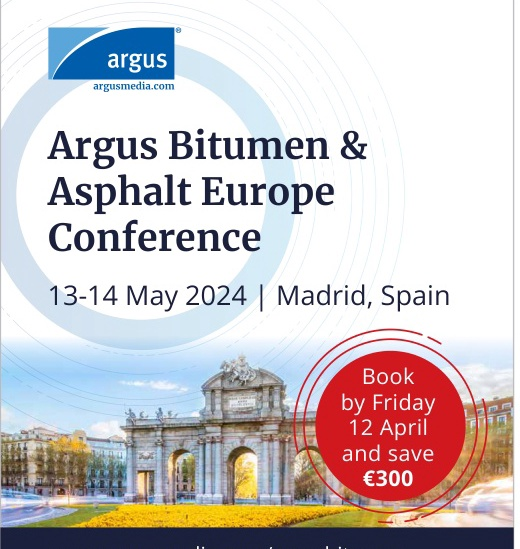 argus®
argusmedia.com
Argus Bitumen &
Asphalt Europe
Conference
13-14 May 2024 | Madrid, Spain
Book
by Friday
12 April
and save
€300